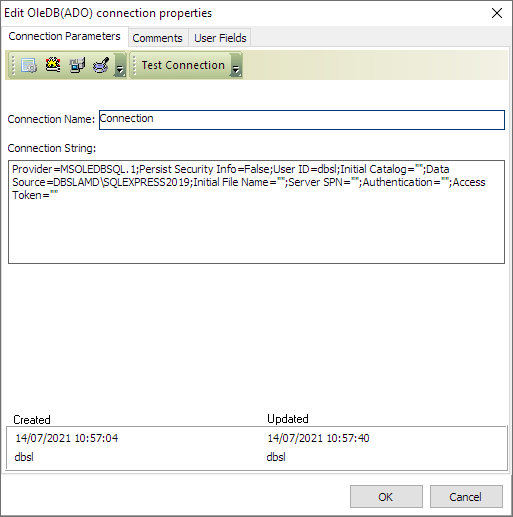 Edit OleDB(ADO) connection properties
Connection Parameters Comments User Fields
Test Connection
Connection Name: Connection
Connection String:
Provider=MSOLEDBSQL.1;Persist Security Info=False;User ID=dbsl;Initial Catalog="";Data
Source=DBSLAMD\SQLEXPRESS2019;Initial File Name="";Server SPN="";Authentication="";Access
Token=""
Created Updated
14/07/2021 10:57:04 14/07/2021 10:57:40
dbsl dbsl
OK Cancel